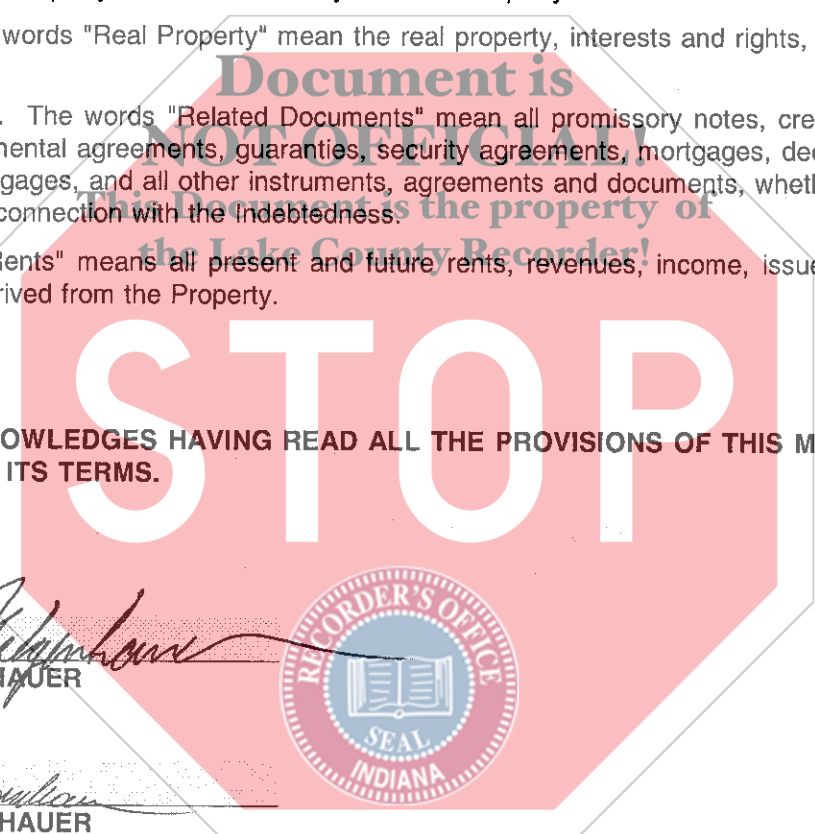 words "Real Property" mean the real property, interests and rights,
Document is
. The words "Related Documents" mean all promissory notes, cre
NOT OFFICIAL!
mental agreements, guaranties, security agreements, mortgages, dee
gages, and all other instruments, agreements and documents, wheth
This Document is the property of
connection with the Indebtedness.
the Lake County Recorder!
Rents" means all present and future rents, revenues, income, issue
rived from the Property.
STOP
OWLEDGES HAVING READ ALL THE PROVISIONS OF THIS M
ITS TERMS.
RECORDER'S OFFICE
HAUER
SEAL
INDIANA
HAUER